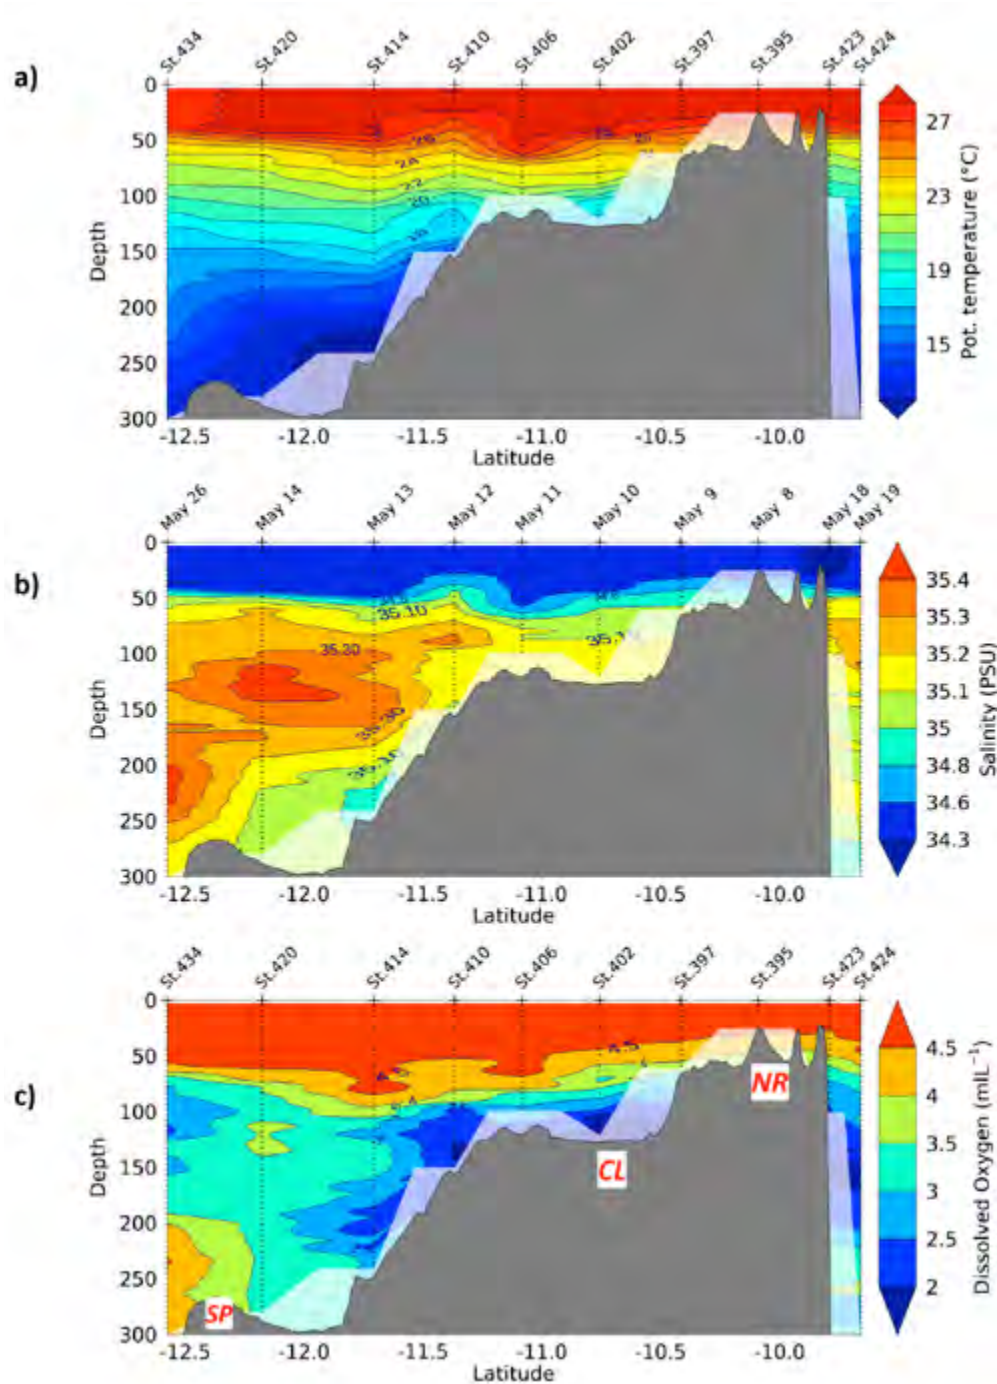 St.434 St.420 St.414 St.410 St.406 St.402 St.397 St.395 St.423 St.424
a)
0
50
100
150
200
250
300
Depth
26
24
22
20
-12.5 -12.0 -11.5 -11.0 -10.5 -10.0
Latitude
27
23
19
15
Pot. temperature (°C)
May 26 May 14 May 13 May 12 May 11 May 10 May 9 May 8 May 18 May 19
b)
0
50
100
150
200
250
300
Depth
35.10
35.30
35.30
35.10
-12.5 -12.0 -11.5 -11.0 -10.5 -10.0
Latitude
35.4
35.3
35.2
35.1
35
34.8
34.6
34.3
Salinity (PSU)
St.434 St.420 St.414 St.410 St.406 St.402 St.397 St.395 St.423 St.424
c)
0
50
100
150
200
250
300
Depth
4.5
4.5
NR
CL
SP
-12.5 -12.0 -11.5 -11.0 -10.5 -10.0
Latitude
4.5
4
3.5
3
2.5
2
Dissolved Oxygen (mlL⁻¹)